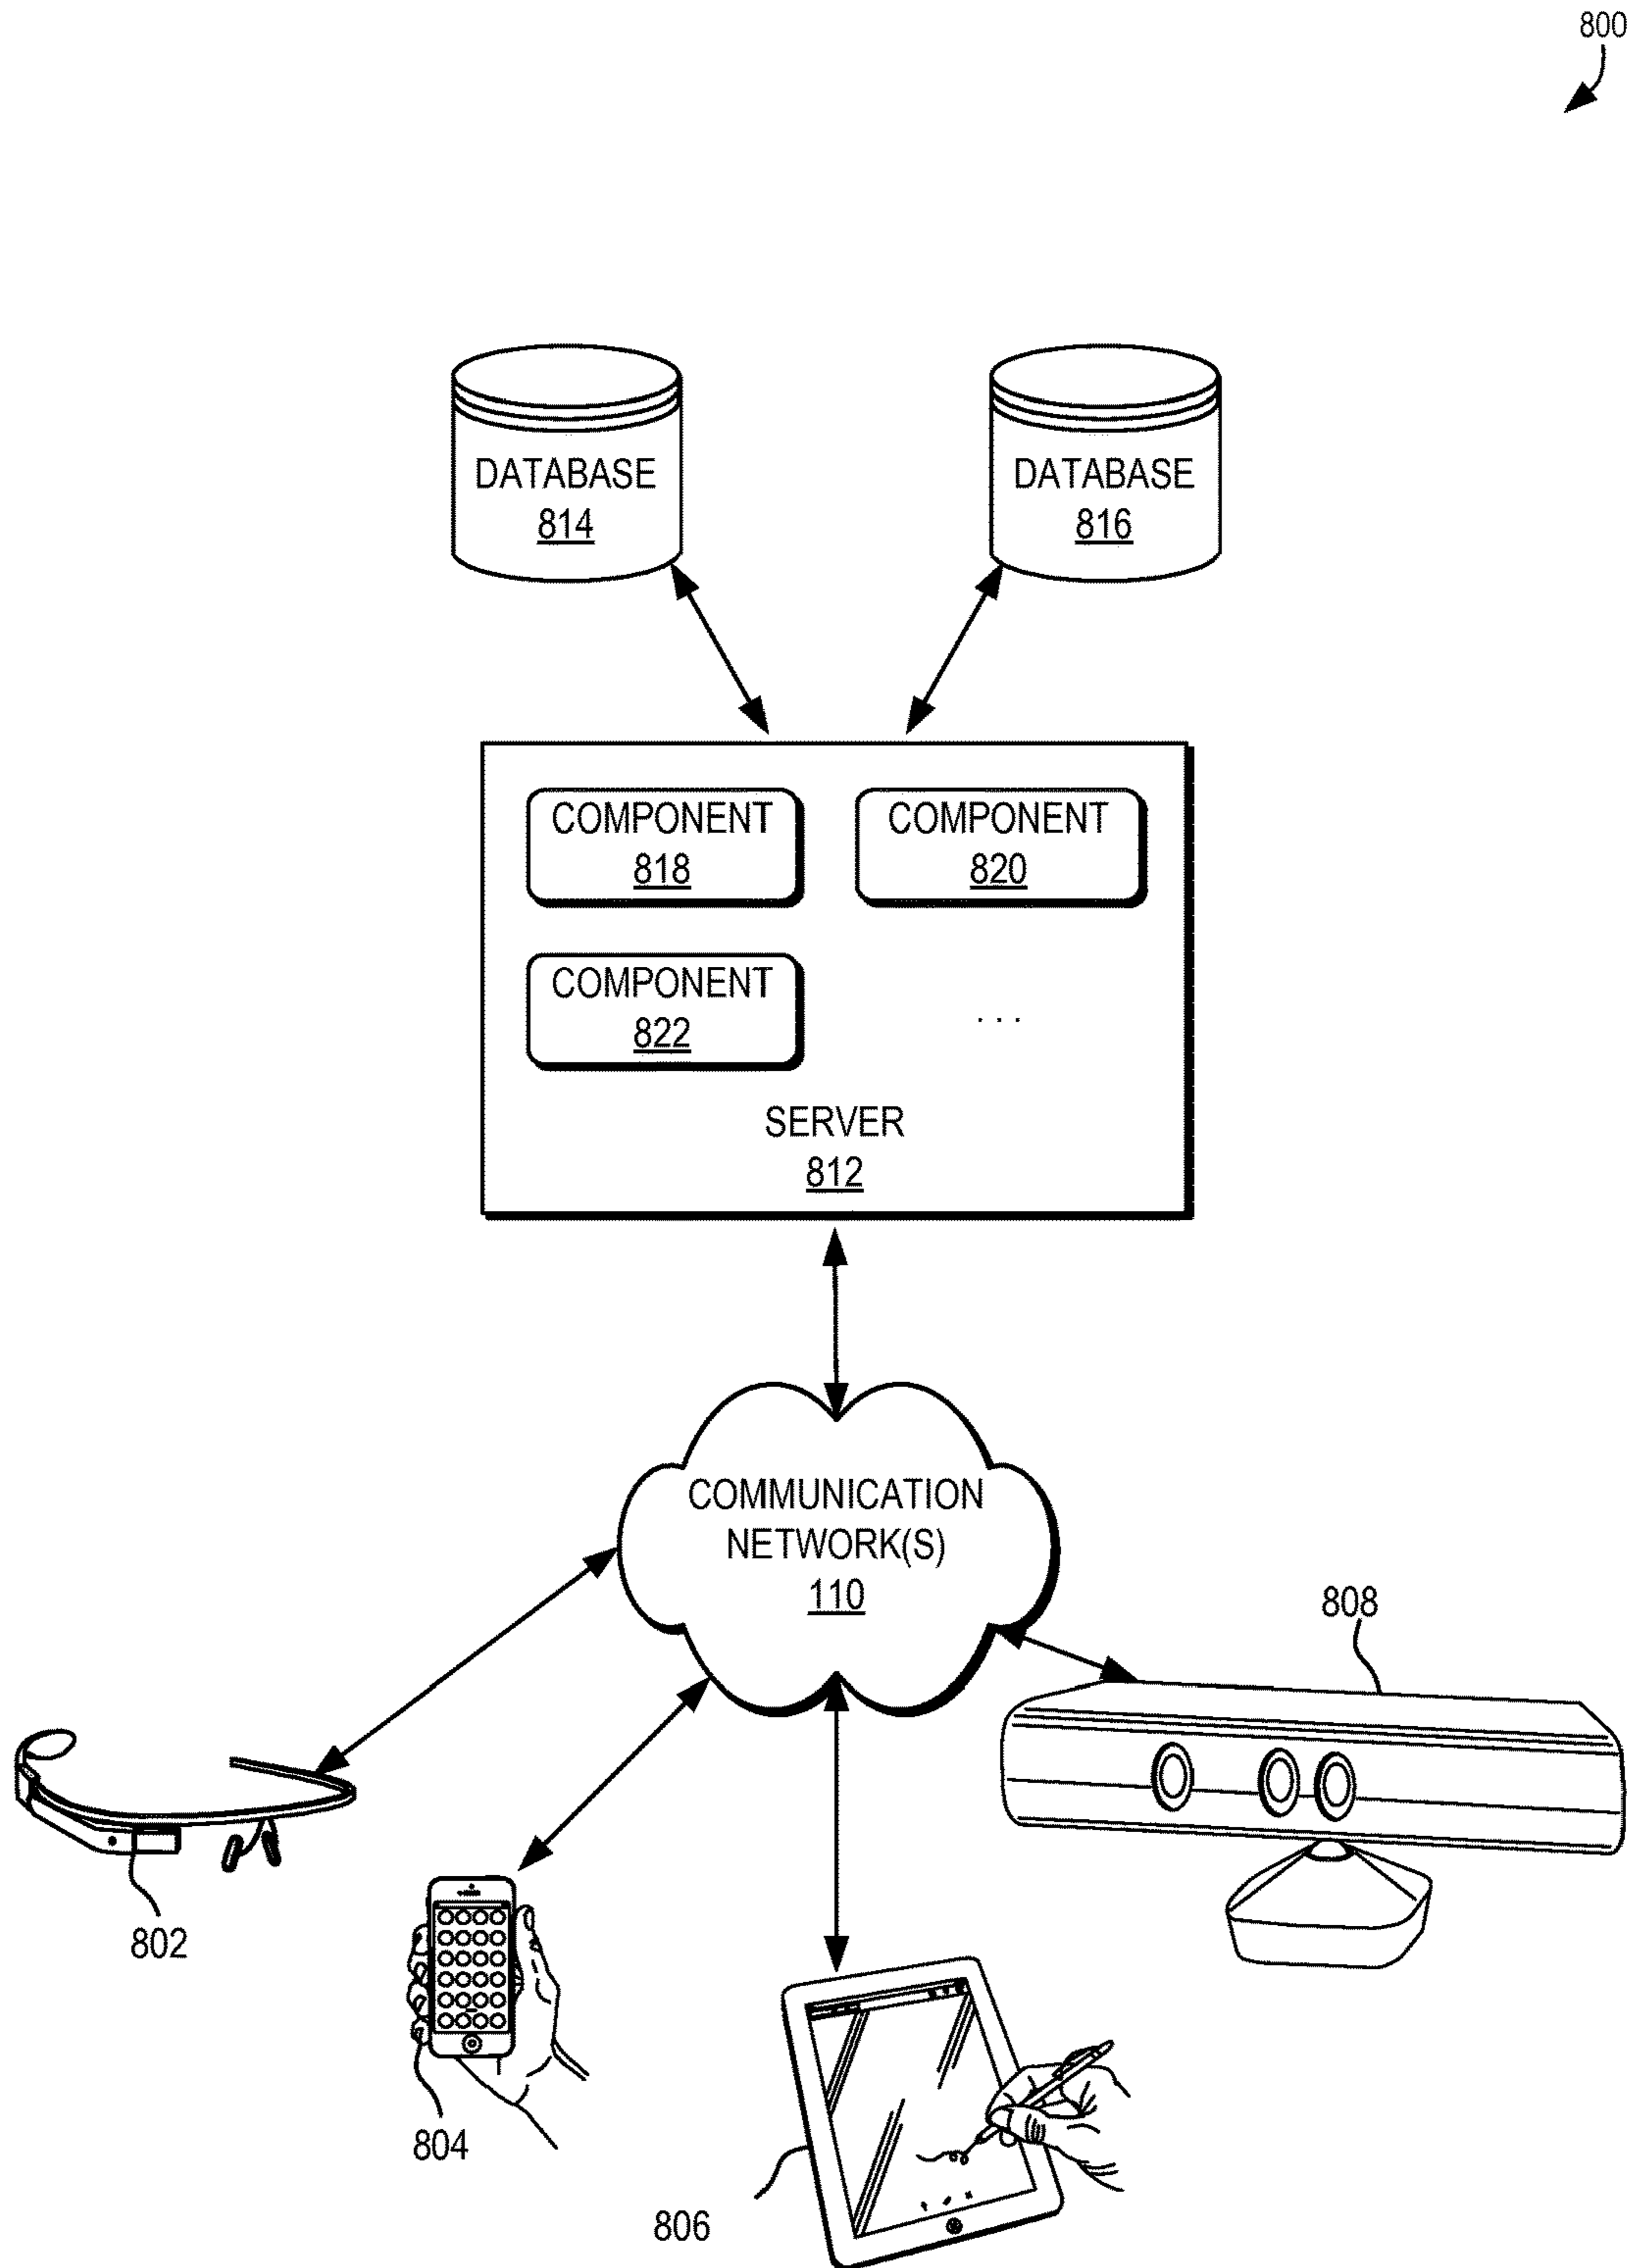 800
DATABASE
814
DATABASE
816
COMPONENT
818
COMPONENT
820
COMPONENT
822
. . .
SERVER
812
COMMUNICATION
NETWORK(S)
110
808
802
804
806